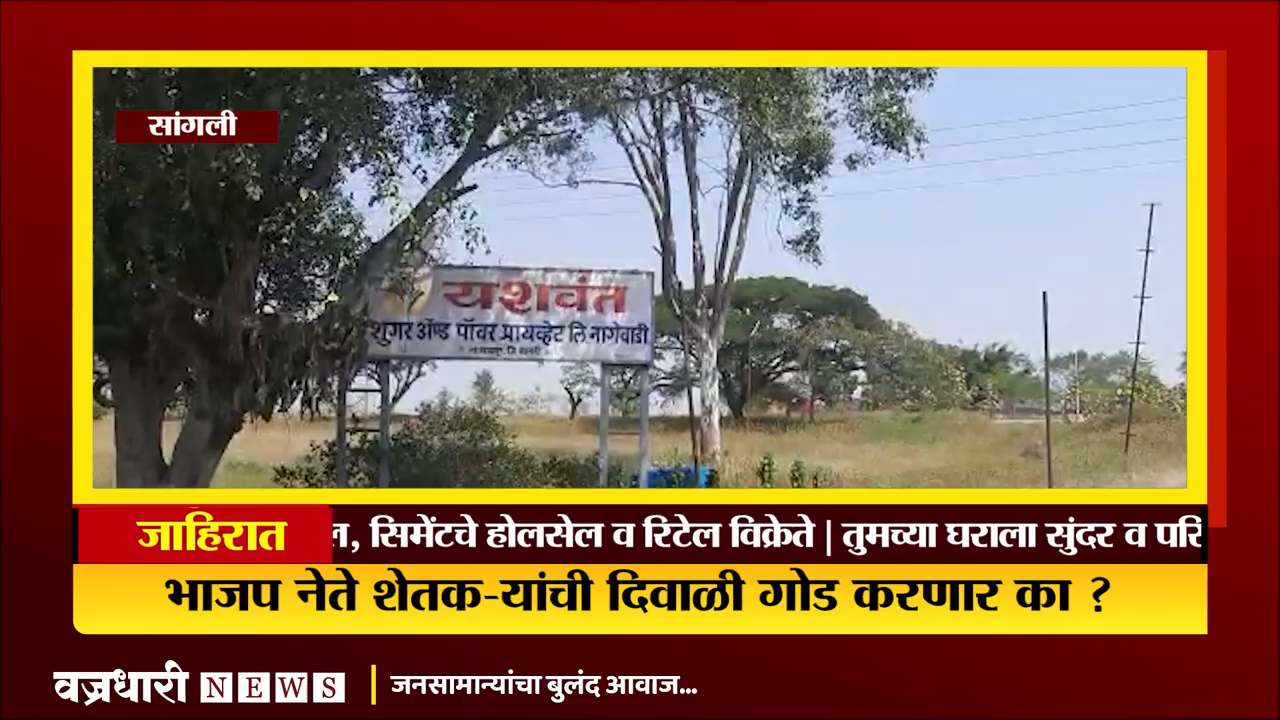 सांगली
यशवंत
शुगर ॲण्ड पॉवर प्रायव्हेट लि नागेवाडी
जाहिरात
ल, सिमेंटचे होलसेल व रिटेल विक्रेते | तुमच्या घराला सुंदर व परि
भाजप नेते शेतक-यांची दिवाळी गोड करणार का ?
वज्रधारी NEWS
जनसामान्यांचा बुलंद आवाज...